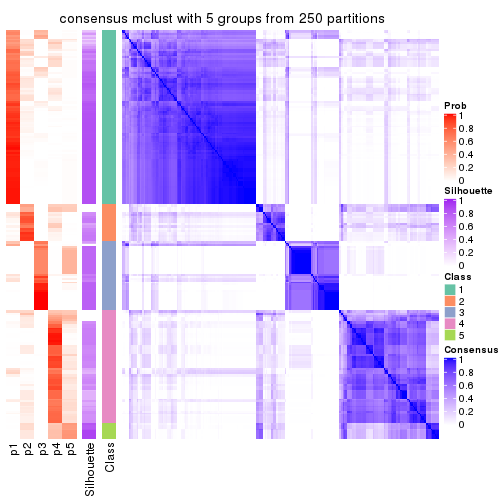 consensus mclust with 5 groups from 250 partitions
Prob
1
0.8
0.6
0.4
0.2
0
Silhouette
1
0.8
0.6
0.4
0.2
0
Class
1
2
3
4
5
Consensus
1
0.8
0.6
0.4
0.2
0
p1
p2
p3
p4
p5
Silhouette
Class